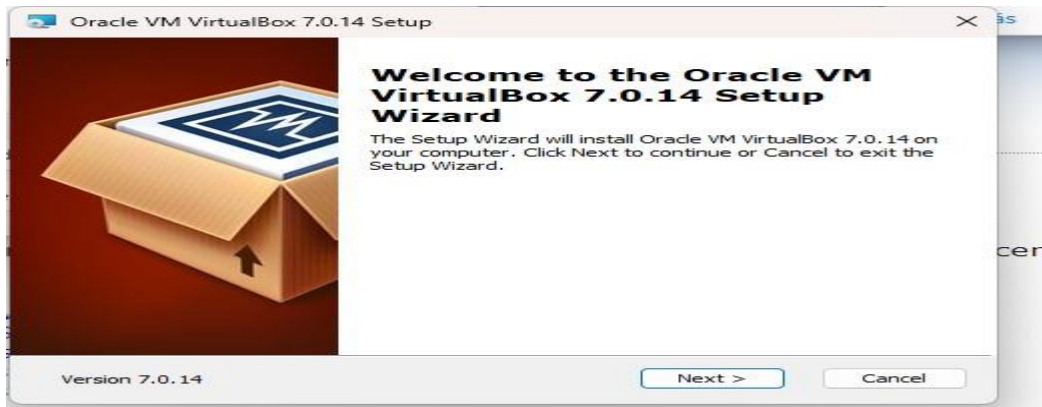 Oracle VM VirtualBox 7.0.14 Setup
ás
Welcome to the Oracle VM
VirtualBox 7.0.14 Setup
Wizard
The Setup Wizard will install Oracle VM VirtualBox 7.0.14 on
your computer. Click Next to continue or Cancel to exit the
Setup Wizard.
cer
Version 7.0.14
Next >
Cancel